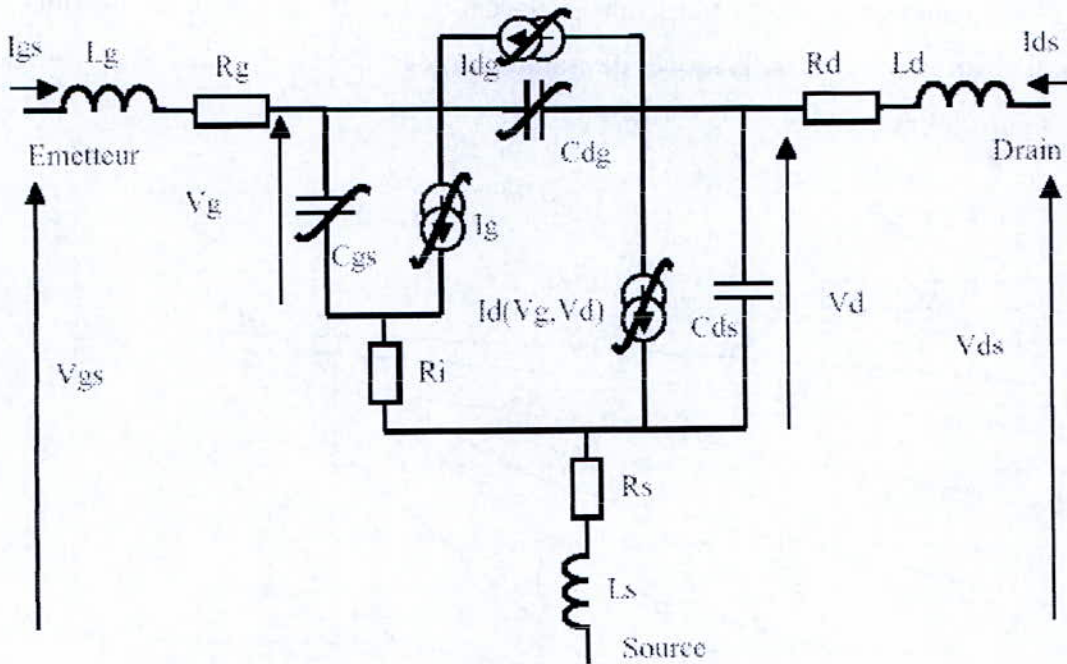 Igs
Lg
Rg
Idg
Rd
Ld
Ids
Emetteur
Cdg
Drain
Vg
Cgs
Ig
Id(Vg,Vd)
Cds
Vd
Vgs
Ri
Vds
Rs
Ls
Source